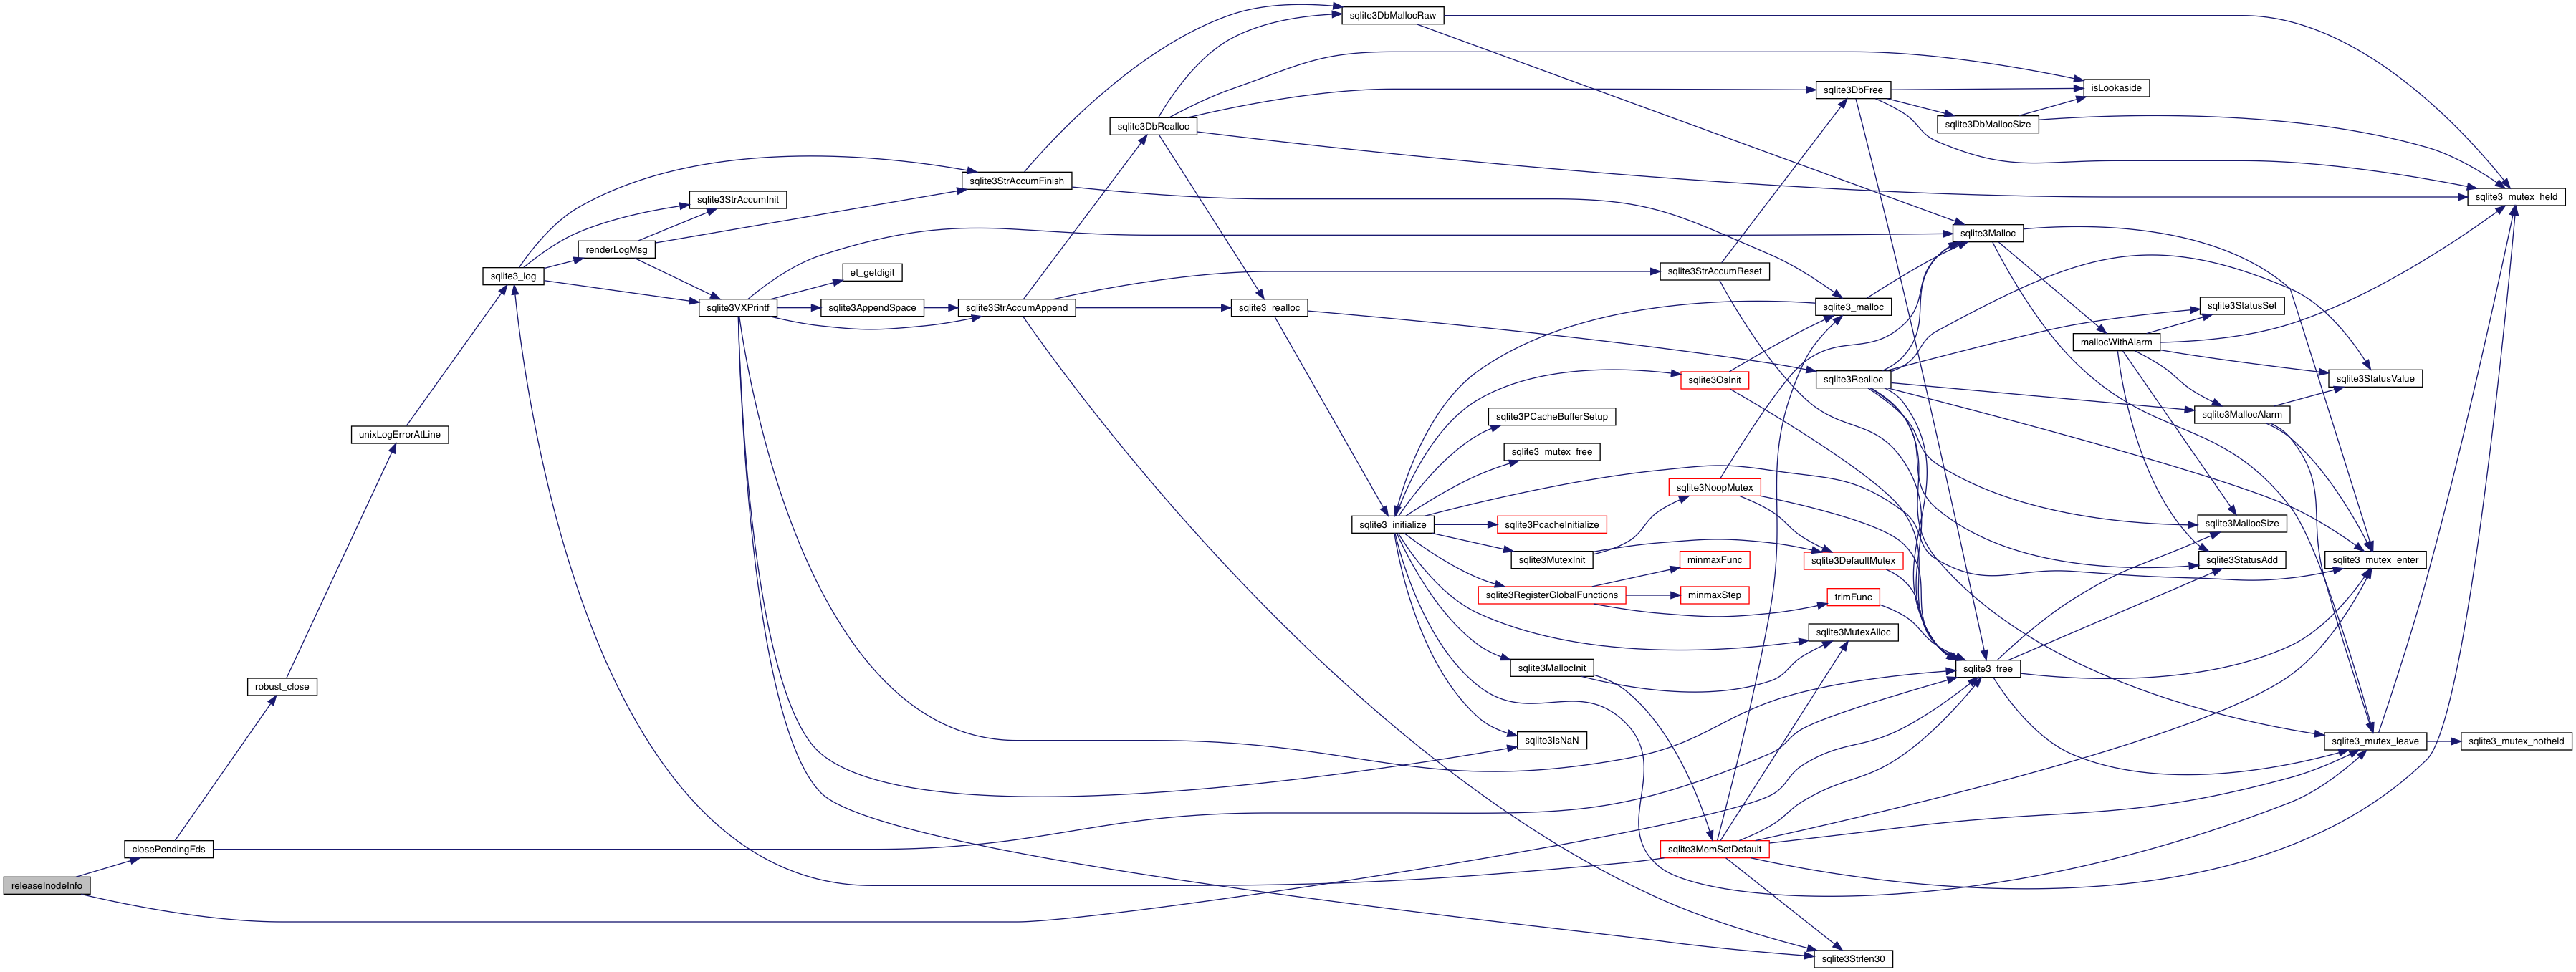 sqlite3DbMallocRaw
isLookaside
sqlite3DbFree
sqlite3DbMallocSize
sqlite3DbRealloc
sqlite3StrAccumFinish
sqlite3_mutex_held
sqlite3StrAccumInit
sqlite3Malloc
renderLogMsg
sqlite3StrAccumReset
et_getdigit
sqlite3_log
sqlite3StatusSet
sqlite3VXPrintf
sqlite3AppendSpace
sqlite3StrAccumAppend
sqlite3_realloc
sqlite3_malloc
mallocWithAlarm
sqlite3OsInit
sqlite3Realloc
sqlite3StatusValue
sqlite3PCacheBufferSetup
sqlite3MallocAlarm
unixLogErrorAtLine
sqlite3_mutex_free
sqlite3NoopMutex
sqlite3_initialize
sqlite3PcacheInitialize
sqlite3MallocSize
sqlite3MutexInit
minmaxFunc
sqlite3DefaultMutex
sqlite3StatusAdd
sqlite3_mutex_enter
sqlite3RegisterGlobalFunctions
minmaxStep
trimFunc
sqlite3MutexAlloc
sqlite3MallocInit
sqlite3_free
robust_close
sqlite3IsNaN
sqlite3_mutex_leave
sqlite3_mutex_notheld
closePendingFds
sqlite3MemSetDefault
releaseInodeInfo
sqlite3Strlen30